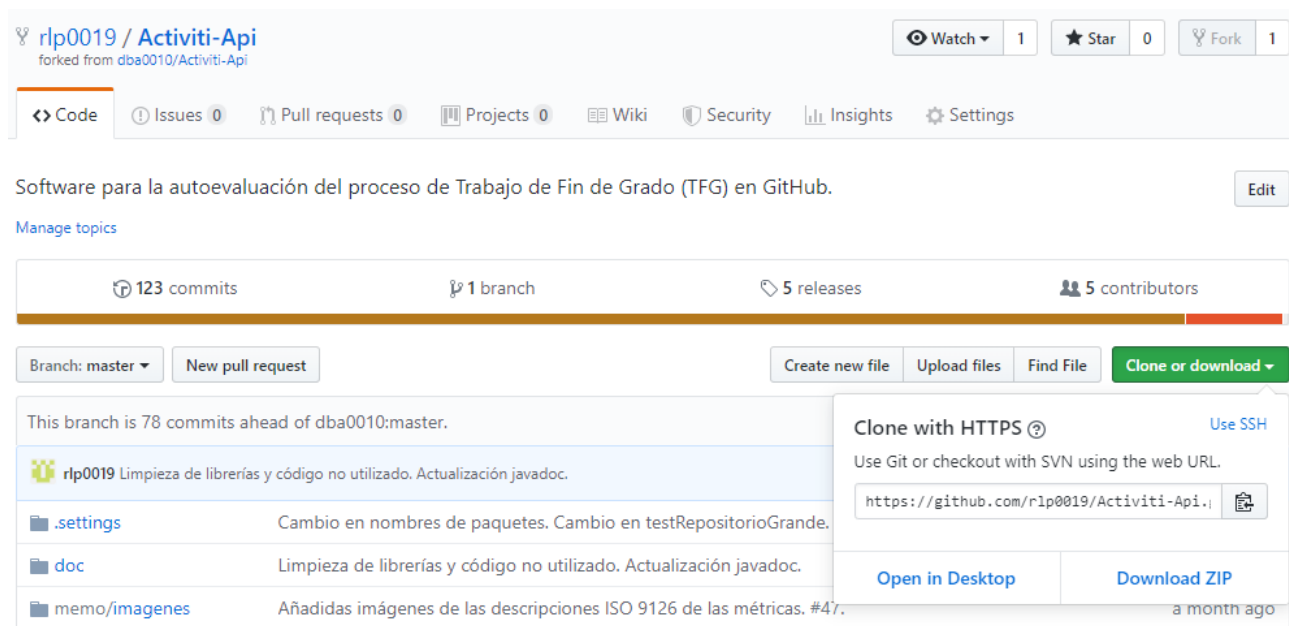 rlp0019 / Activiti-Api
Watch 1 Star 0 Fork 1
forked from dba0010/Activiti-Api
Code Issues 0 Pull requests 0 Projects 0 Wiki Security Insights Settings
Software para la autoevaluación del proceso de Trabajo de Fin de Grado (TFG) en GitHub.
Edit
Manage topics
123 commits 1 branch 5 releases 5 contributors
Branch: master New pull request Create new file Upload files Find File Clone or download
This branch is 78 commits ahead of dba0010:master.
rlp0019 Limpieza de librerías y código no utilizado. Actualización javadoc.
.settings Cambio en nombres de paquetes. Cambio en testRepositorioGrande.
doc Limpieza de librerías y código no utilizado. Actualización javadoc.
memo/imagenes Añadidas imágenes de las descripciones ISO 9126 de las métricas. #47. a month ago
Clone with HTTPS ? Use SSH
Use Git or checkout with SVN using the web URL.
https://github.com/rlp0019/Activiti-Api.
Open in Desktop Download ZIP